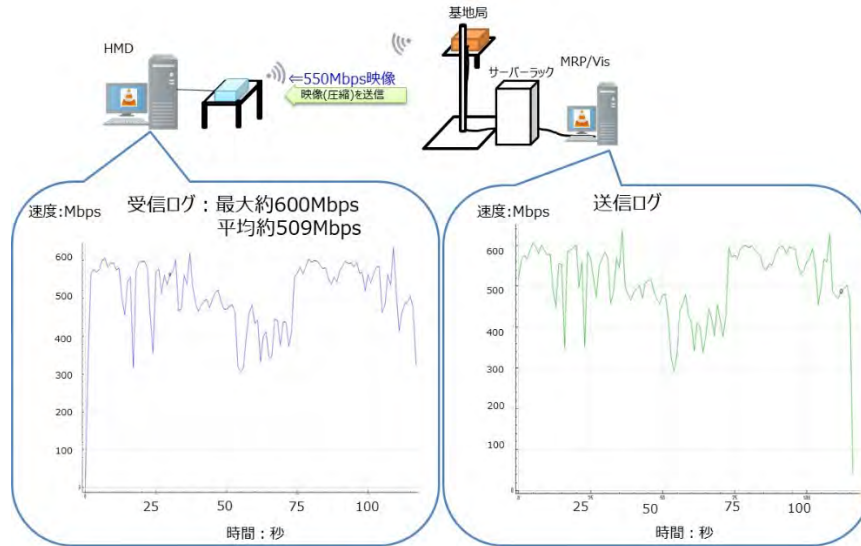 基地局
HMD
サーバーラック
MRP/Vis
⇐550Mbps映像
映像(圧縮)を送信
速度:Mbps
受信ログ：最大約600Mbps
平均約509Mbps
600
500
400
300
200
100
25
50
75
100
時間：秒
速度:Mbps
送信ログ
600
500
400
300
200
100
25
50
75
100
時間：秒